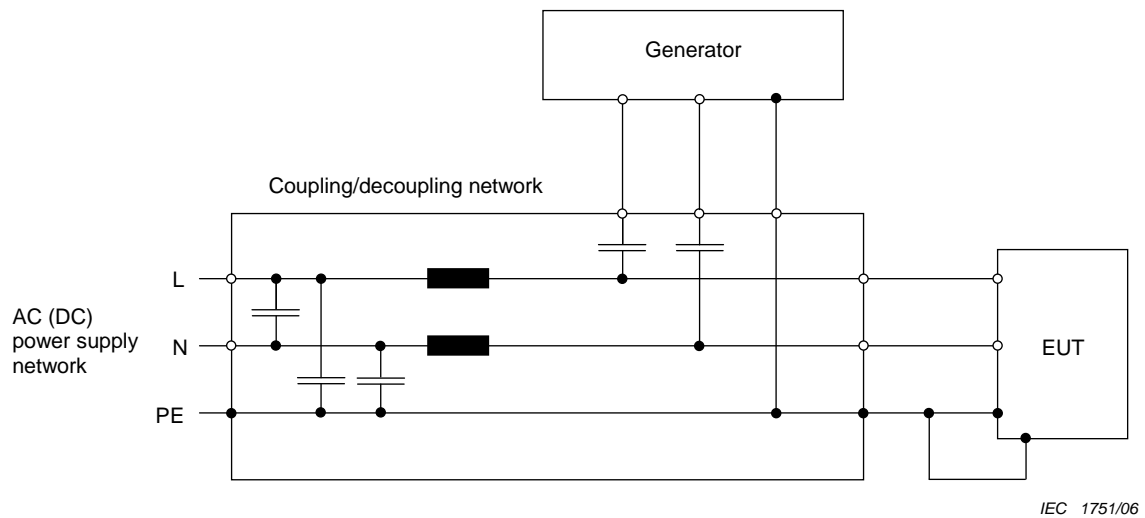 Generator
Coupling/decoupling network
L
AC (DC)
power supply
network
N
EUT
PE
IEC 1751/06